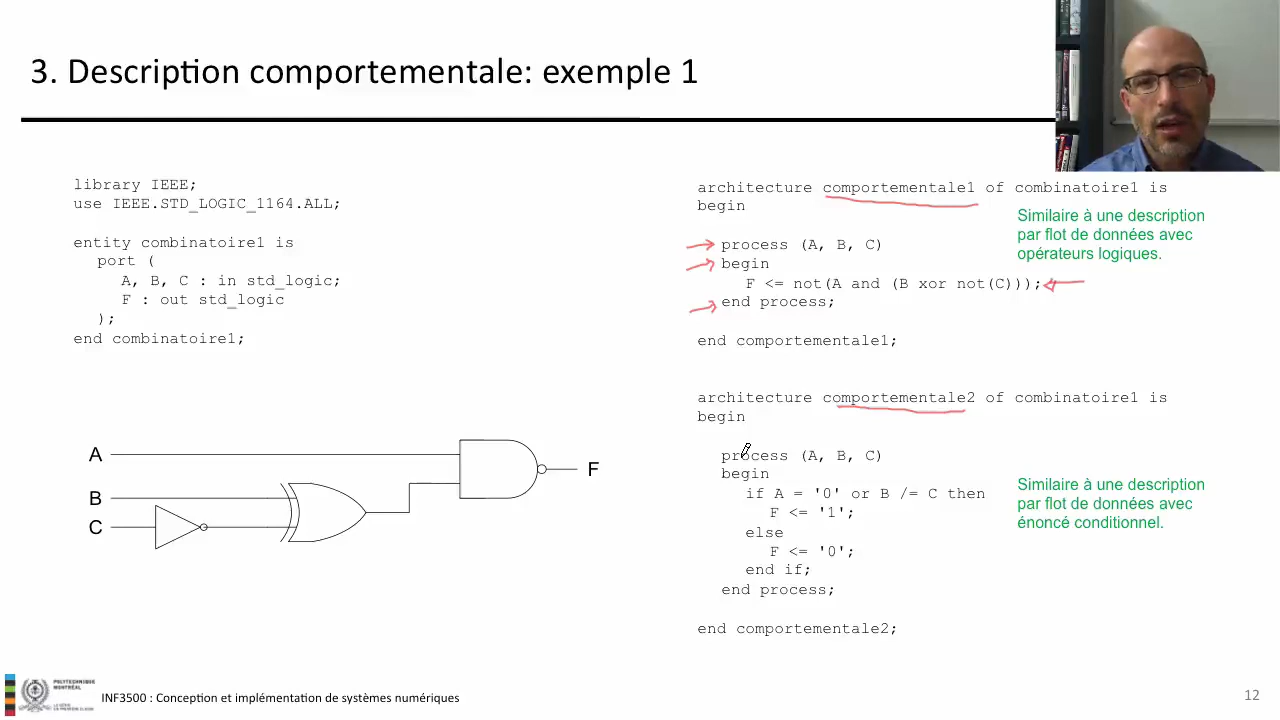 3. Description comportementale: exemple 1
library IEEE;
use IEEE.STD_LOGIC_1164.ALL;
entity combinatoire1 is
port (
A, B, C : in std_logic;
F : out std_logic
);
end combinatoire1;
A
B
C
F
architecture comportementale1 of combinatoire1 is
begin
process (A, B, C)
begin
F <= not(A and (B xor not(C)));
end process;
end comportementale1;
Similaire à une description
par flot de données avec
opérateurs logiques.
architecture comportementale2 of combinatoire1 is
begin
process (A, B, C)
begin
if A = '0' or B /= C then
F <= '1';
else
F <= '0';
end if;
end process;
end comportementale2;
Similaire à une description
par flot de données avec
énoncé conditionnel.
POLYTECHNIQUE
MONTRÉAL
INF3500 : Conception et implémentation de systèmes numériques
12